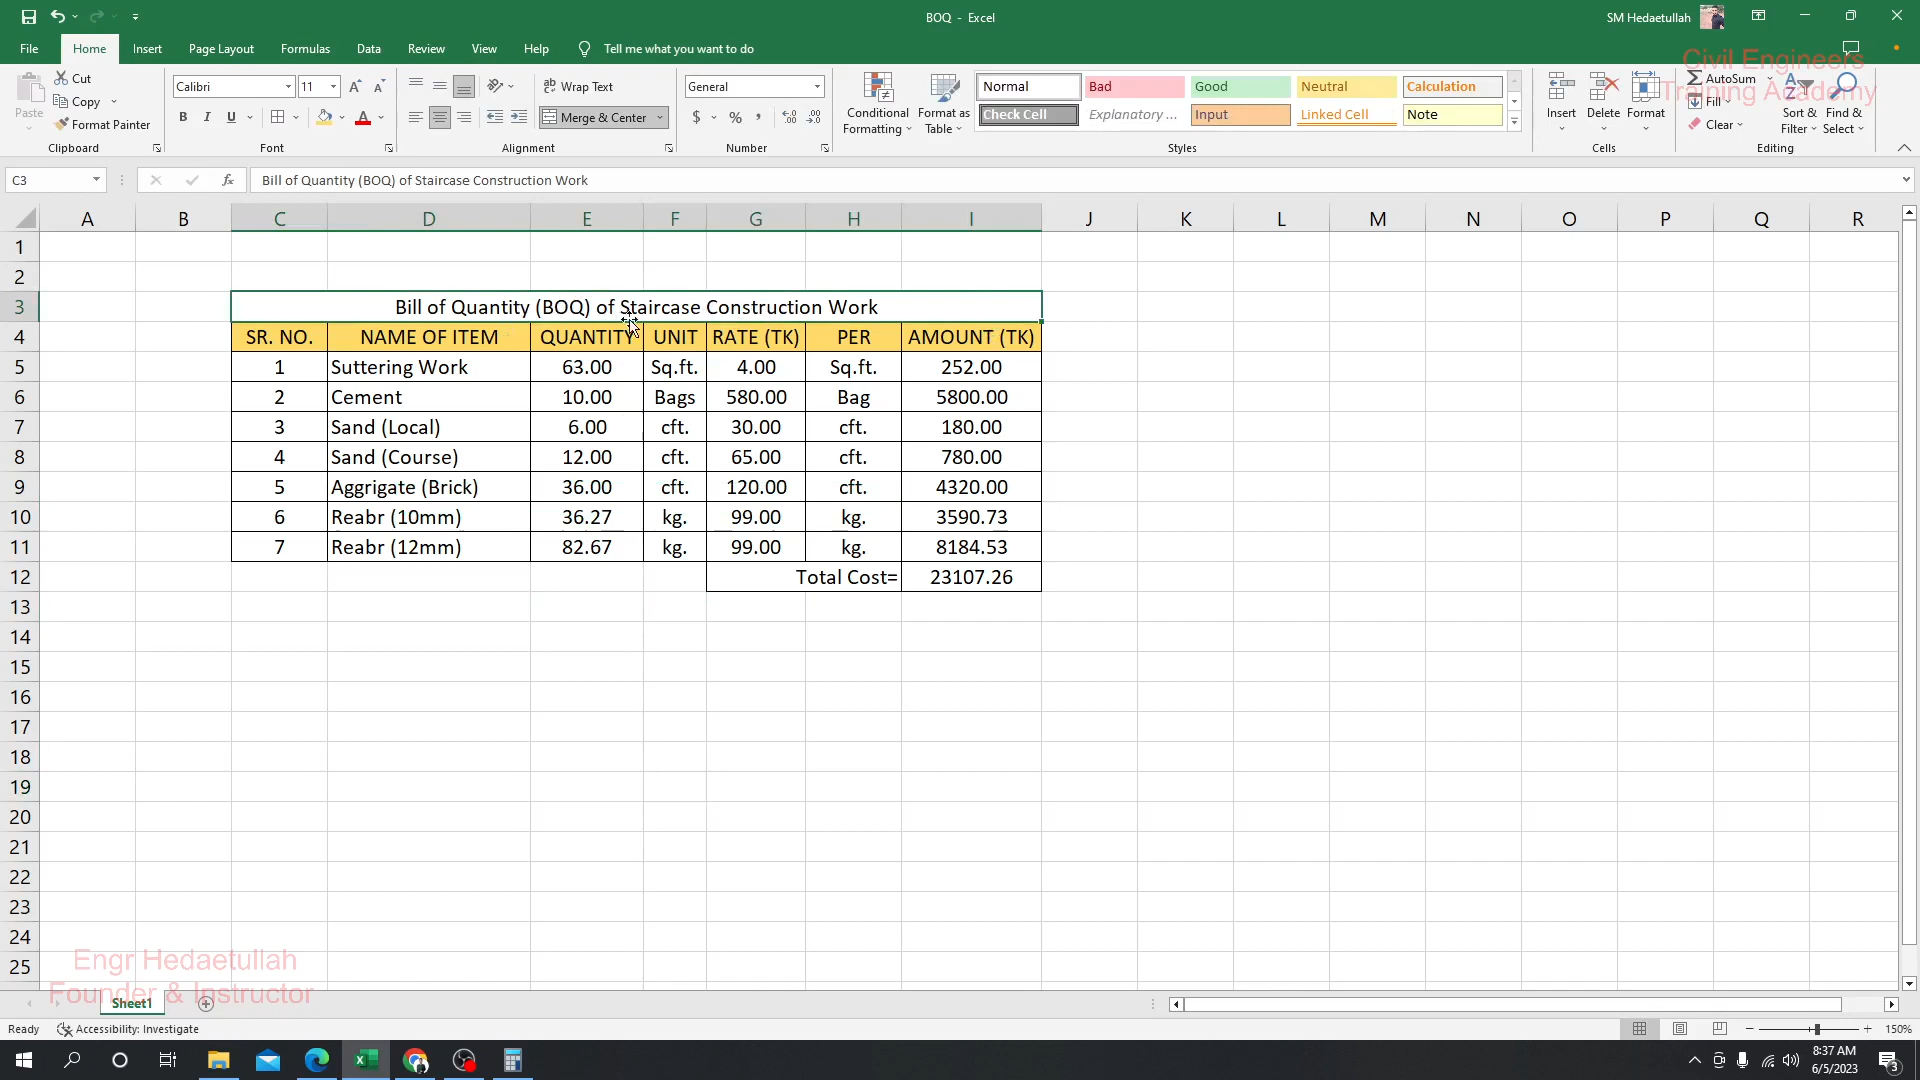 BOQ - Excel
SM Hedaetullah
File Home Insert Page Layout Formulas Data Review View Help Tell me what you want to do
Civil Engineers
Training Academy
Paste
Cut
Copy
Format Painter
Clipboard
Calibri 11
B I U
Font
Wrap Text
Merge & Center
Alignment
General
$ % ,
Number
Conditional
Formatting
Format as
Table
Normal Bad Good Neutral Calculation
Check Cell Explanatory ... Input Linked Cell Note
Styles
Insert Delete Format
Cells
AutoSum
Fill
Clear
Sort &
Filter
Find &
Select
Editing
C3
fx
Bill of Quantity (BOQ) of Staircase Construction Work
A B C D E F G H I J K L M N O P Q R
1
2
3 Bill of Quantity (BOQ) of Staircase Construction Work
4 SR. NO. NAME OF ITEM QUANTITY UNIT RATE (TK) PER AMOUNT (TK)
5 1 Suttering Work 63.00 Sq.ft. 4.00 Sq.ft. 252.00
6 2 Cement 10.00 Bags 580.00 Bag 5800.00
7 3 Sand (Local) 6.00 cft. 30.00 cft. 180.00
8 4 Sand (Course) 12.00 cft. 65.00 cft. 780.00
9 5 Aggrigate (Brick) 36.00 cft. 120.00 cft. 4320.00
10 6 Reabr (10mm) 36.27 kg. 99.00 kg. 3590.73
11 7 Reabr (12mm) 82.67 kg. 99.00 kg. 8184.53
12 Total Cost= 23107.26
13
14
15
16
17
18
19
20
21
22
23
24
25
Engr Hedaetullah
Founder & Instructor
Sheet1
Ready Accessibility: Investigate
150%
8:37 AM
6/5/2023
3